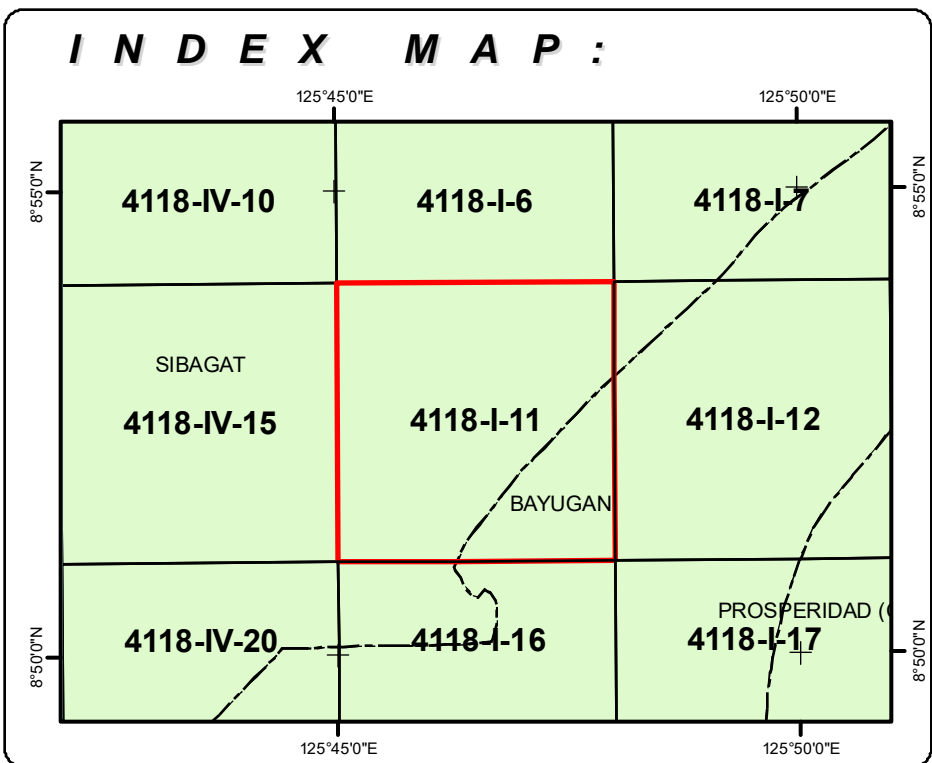 INDEX MAP:
125°45'0"E 125°50'0"E
8°55'0"N 8°55'0"N
4118-IV-10 4118-I-6 4118-I-7
SIBAGAT
4118-IV-15 4118-I-11 4118-I-12
BAYUGAN
PROSPERIDAD (
4118-IV-20 4118-I-16 4118-I-17
8°50'0"N 8°50'0"N
125°45'0"E 125°50'0"E